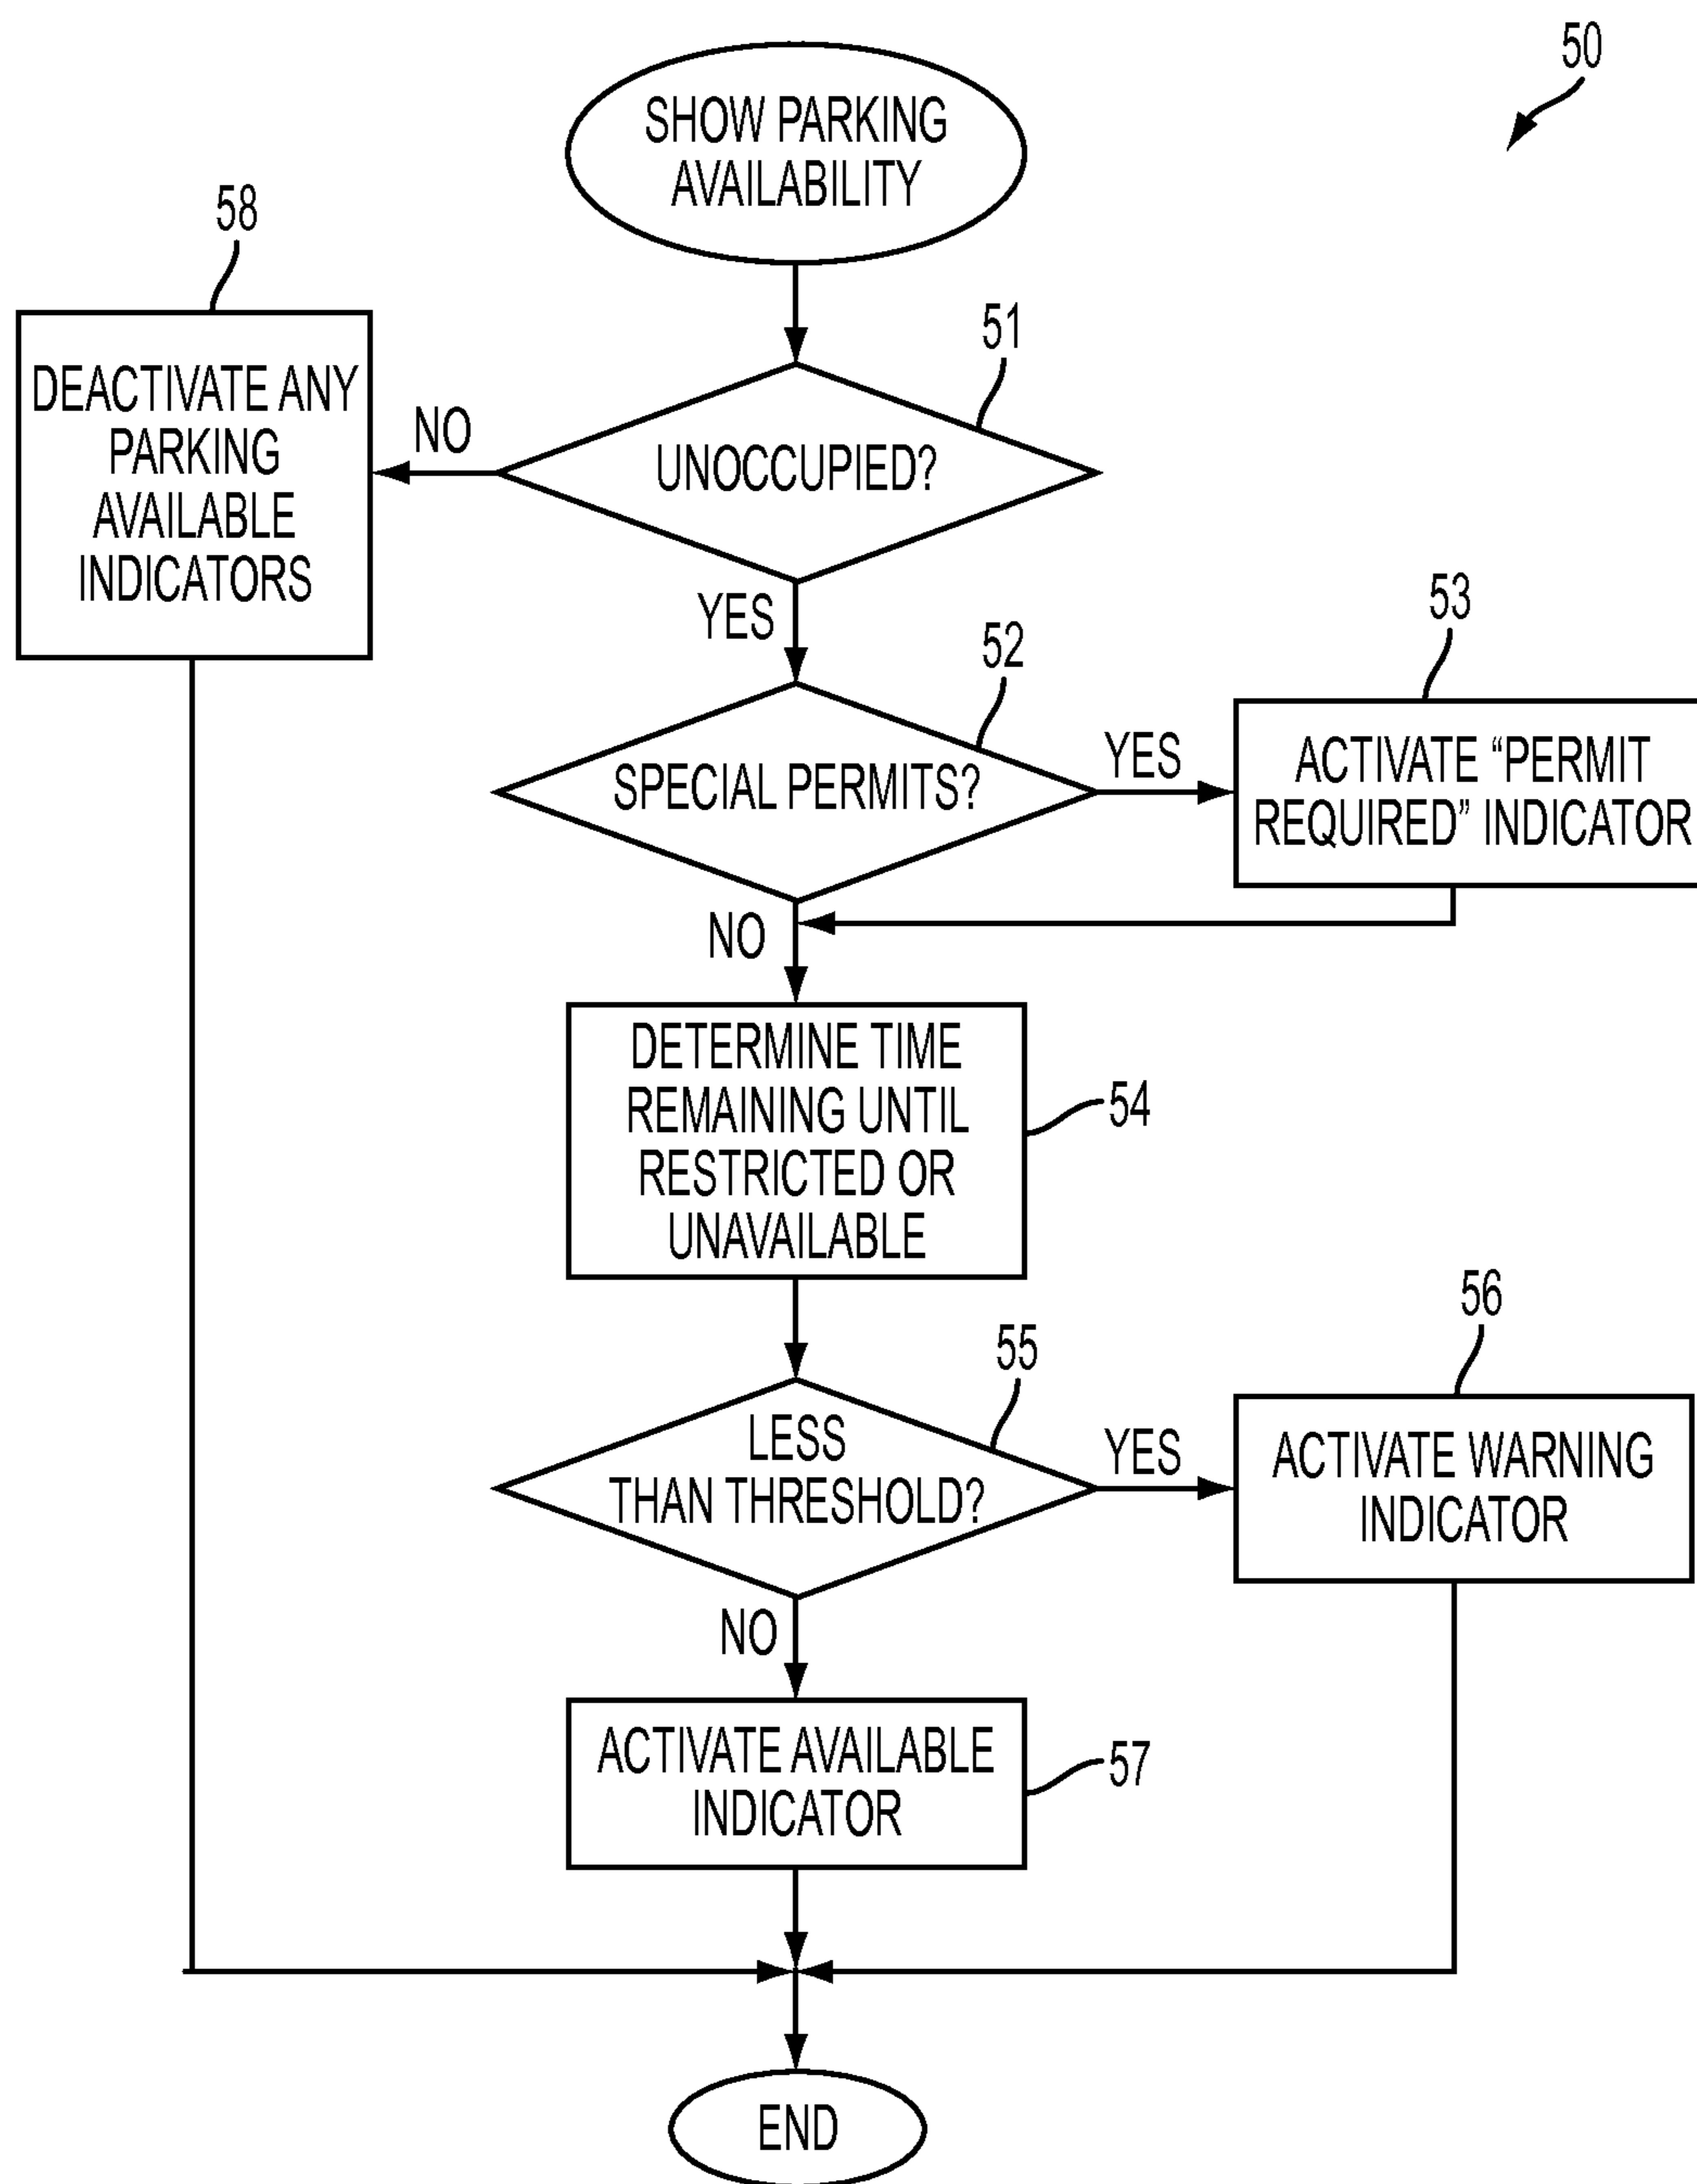 50
SHOW PARKING
AVAILABILITY
58
51
DEACTIVATE ANY
PARKING
AVAILABLE
INDICATORS
NO
UNOCCUPIED?
YES
52
53
SPECIAL PERMITS?
YES
ACTIVATE “PERMIT
REQUIRED” INDICATOR
NO
DETERMINE TIME
REMAINING UNTIL
RESTRICTED OR
UNAVAILABLE
54
55
56
LESS
THAN THRESHOLD?
YES
ACTIVATE WARNING
INDICATOR
NO
ACTIVATE AVAILABLE
INDICATOR
57
END